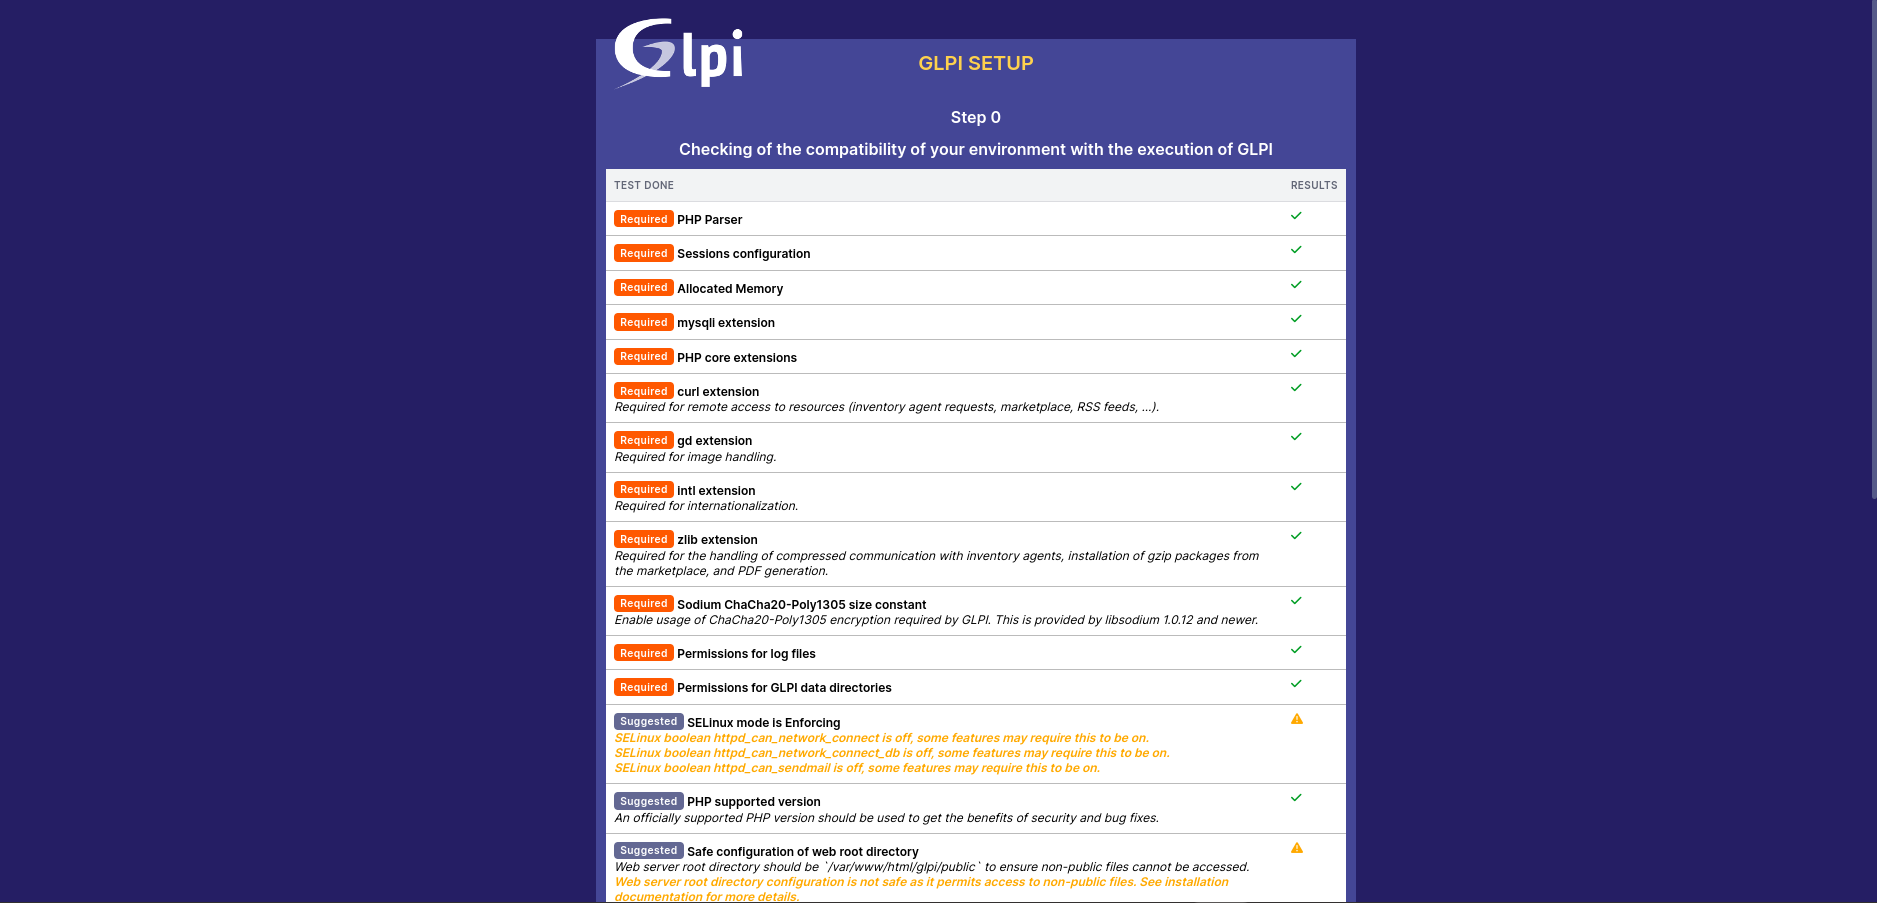 Glpi
GLPI SETUP
Step 0
Checking of the compatibility of your environment with the execution of GLPI
TEST DONE RESULTS
Required PHP Parser
Required Sessions configuration
Required Allocated Memory
Required mysqli extension
Required PHP core extensions
Required curl extension
Required for remote access to resources (inventory agent requests, marketplace, RSS feeds, ...).
Required gd extension
Required for image handling.
Required intl extension
Required for internationalization.
Required zlib extension
Required for the handling of compressed communication with inventory agents, installation of gzip packages from
the marketplace, and PDF generation.
Required Sodium ChaCha20-Poly1305 size constant
Enable usage of ChaCha20-Poly1305 encryption required by GLPI. This is provided by libsodium 1.0.12 and newer.
Required Permissions for log files
Required Permissions for GLPI data directories
Suggested SELinux mode is Enforcing
SELinux boolean httpd_can_network_connect is off, some features may require this to be on.
SELinux boolean httpd_can_network_connect_db is off, some features may require this to be on.
SELinux boolean httpd_can_sendmail is off, some features may require this to be on.
Suggested PHP supported version
An officially supported PHP version should be used to get the benefits of security and bug fixes.
Suggested Safe configuration of web root directory
Web server root directory should be `/var/www/html/glpi/public` to ensure non-public files cannot be accessed.
Web server root directory configuration is not safe as it permits access to non-public files. See installation
documentation for more details.